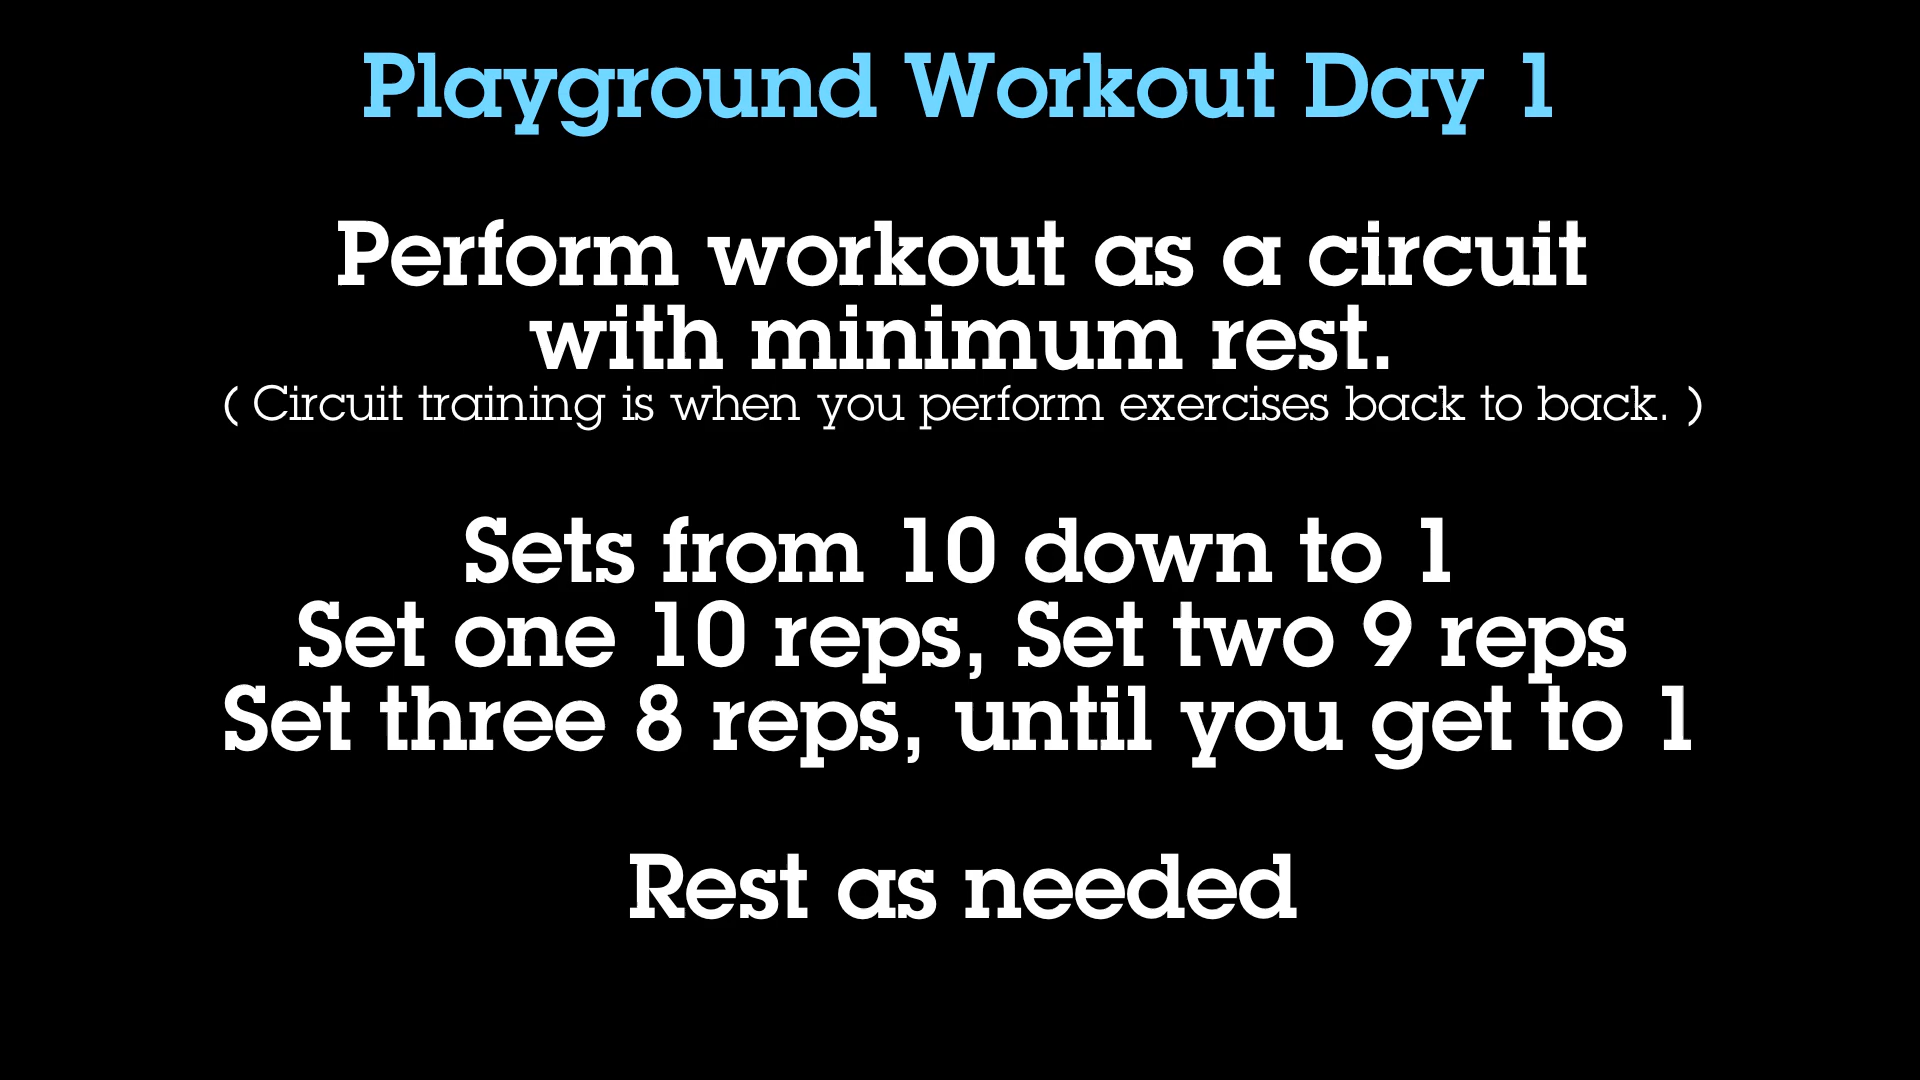 Playground Workout Day 1
Perform workout as a circuit
with minimum rest.
( Circuit training is when you perform exercises back to back. )
Sets from 10 down to 1
Set one 10 reps, Set two 9 reps
Set three 8 reps, until you get to 1
Rest as needed